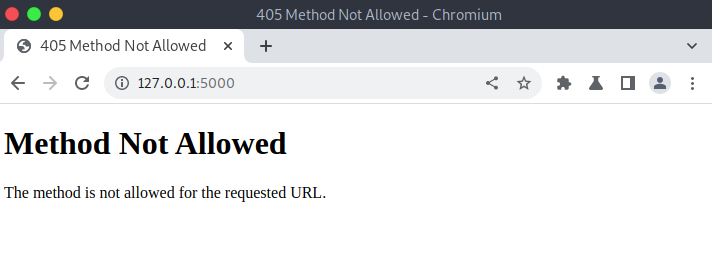 405 Method Not Allowed - Chromium
405 Method Not Allowed
127.0.0.1:5000
Method Not Allowed
The method is not allowed for the requested URL.